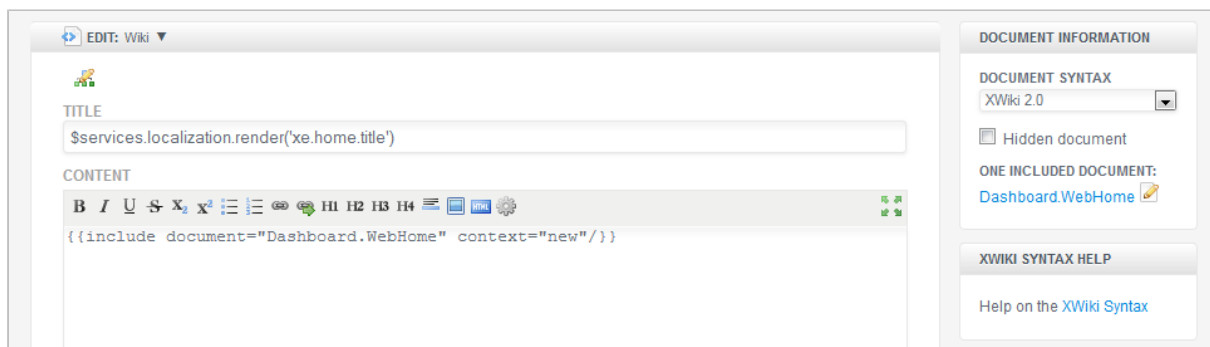 EDIT: Wiki ▼
TITLE
$services.localization.render('xe.home.title')
CONTENT
B I U S X₂ X² H1 H2 H3 H4 HTML
{{include document="Dashboard.WebHome" context="new"/}}
DOCUMENT INFORMATION
DOCUMENT SYNTAX
XWiki 2.0
Hidden document
ONE INCLUDED DOCUMENT:
Dashboard.WebHome
XWIKI SYNTAX HELP
Help on the XWiki Syntax